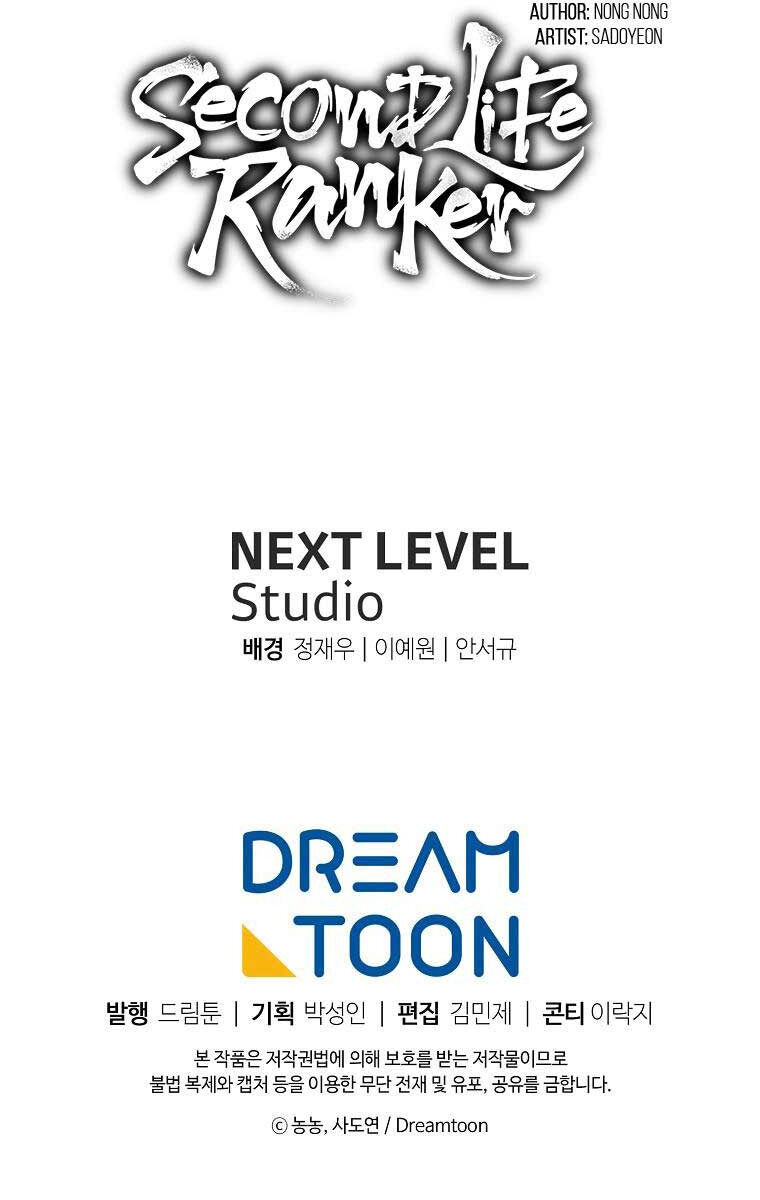 AUTHOR: NONG NONG
ARTIST: SADOYEON
Second Life
Ranker
NEXT LEVEL
Studio
배경 정재우 | 이예원 | 안서규
DREAM
TOON
발행 드림툰 | 기획 박성인 | 편집 김민제 | 콘티 이락지
본 작품은 저작권법에 의해 보호를 받는 저작물이므로
불법 복제와 캡처 등을 이용한 무단 전재 및 유포, 공유를 금합니다.
ⓒ 농농, 사도연 / Dreamtoon